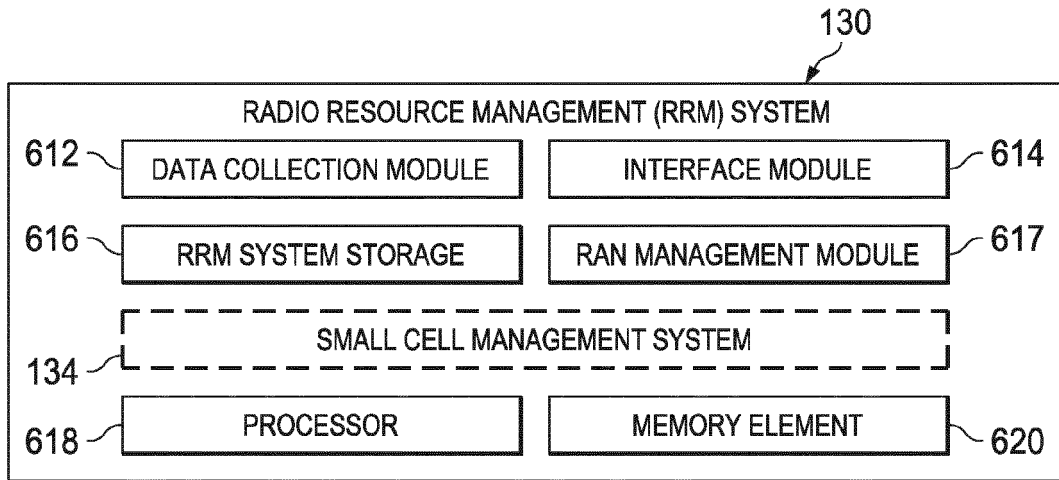 130
RADIO RESOURCE MANAGEMENT (RRM) SYSTEM
612 DATA COLLECTION MODULE INTERFACE MODULE 614
616 RRM SYSTEM STORAGE RAN MANAGEMENT MODULE 617
SMALL CELL MANAGEMENT SYSTEM
134
618 PROCESSOR MEMORY ELEMENT 620